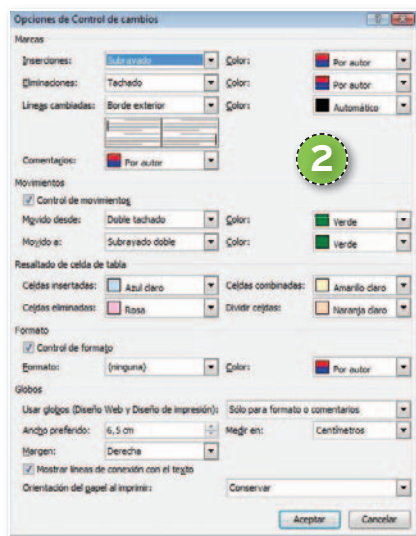 Opciones de Control de cambios
Marcas
Inserciones: Subrayado Color: Por autor
Eliminaciones: Tachado Color: Por autor
Líneas cambiadas: Borde exterior Color: Automático
Comentarios: Por autor
2
Movimientos
Control de movimientos
Movido desde: Doble tachado Color: Verde
Movido a: Subrayado doble Color: Verde
Resaltado de celda de tabla
Celdas insertadas: Azul claro Celdas combinadas: Amarillo claro
Celdas eliminadas: Rosa Dividir celdas: Naranja claro
Formato
Control de formato
Formato: (ninguna) Color: Por autor
Globos
Usar globos (Diseño Web y Diseño de impresión): Sólo para formato o comentarios
Ancho preferido: 6,5 cm Medir en: Centímetros
Margen: Derecha
Mostrar líneas de conexión con el texto
Orientación del papel al imprimir: Conservar
Aceptar Cancelar